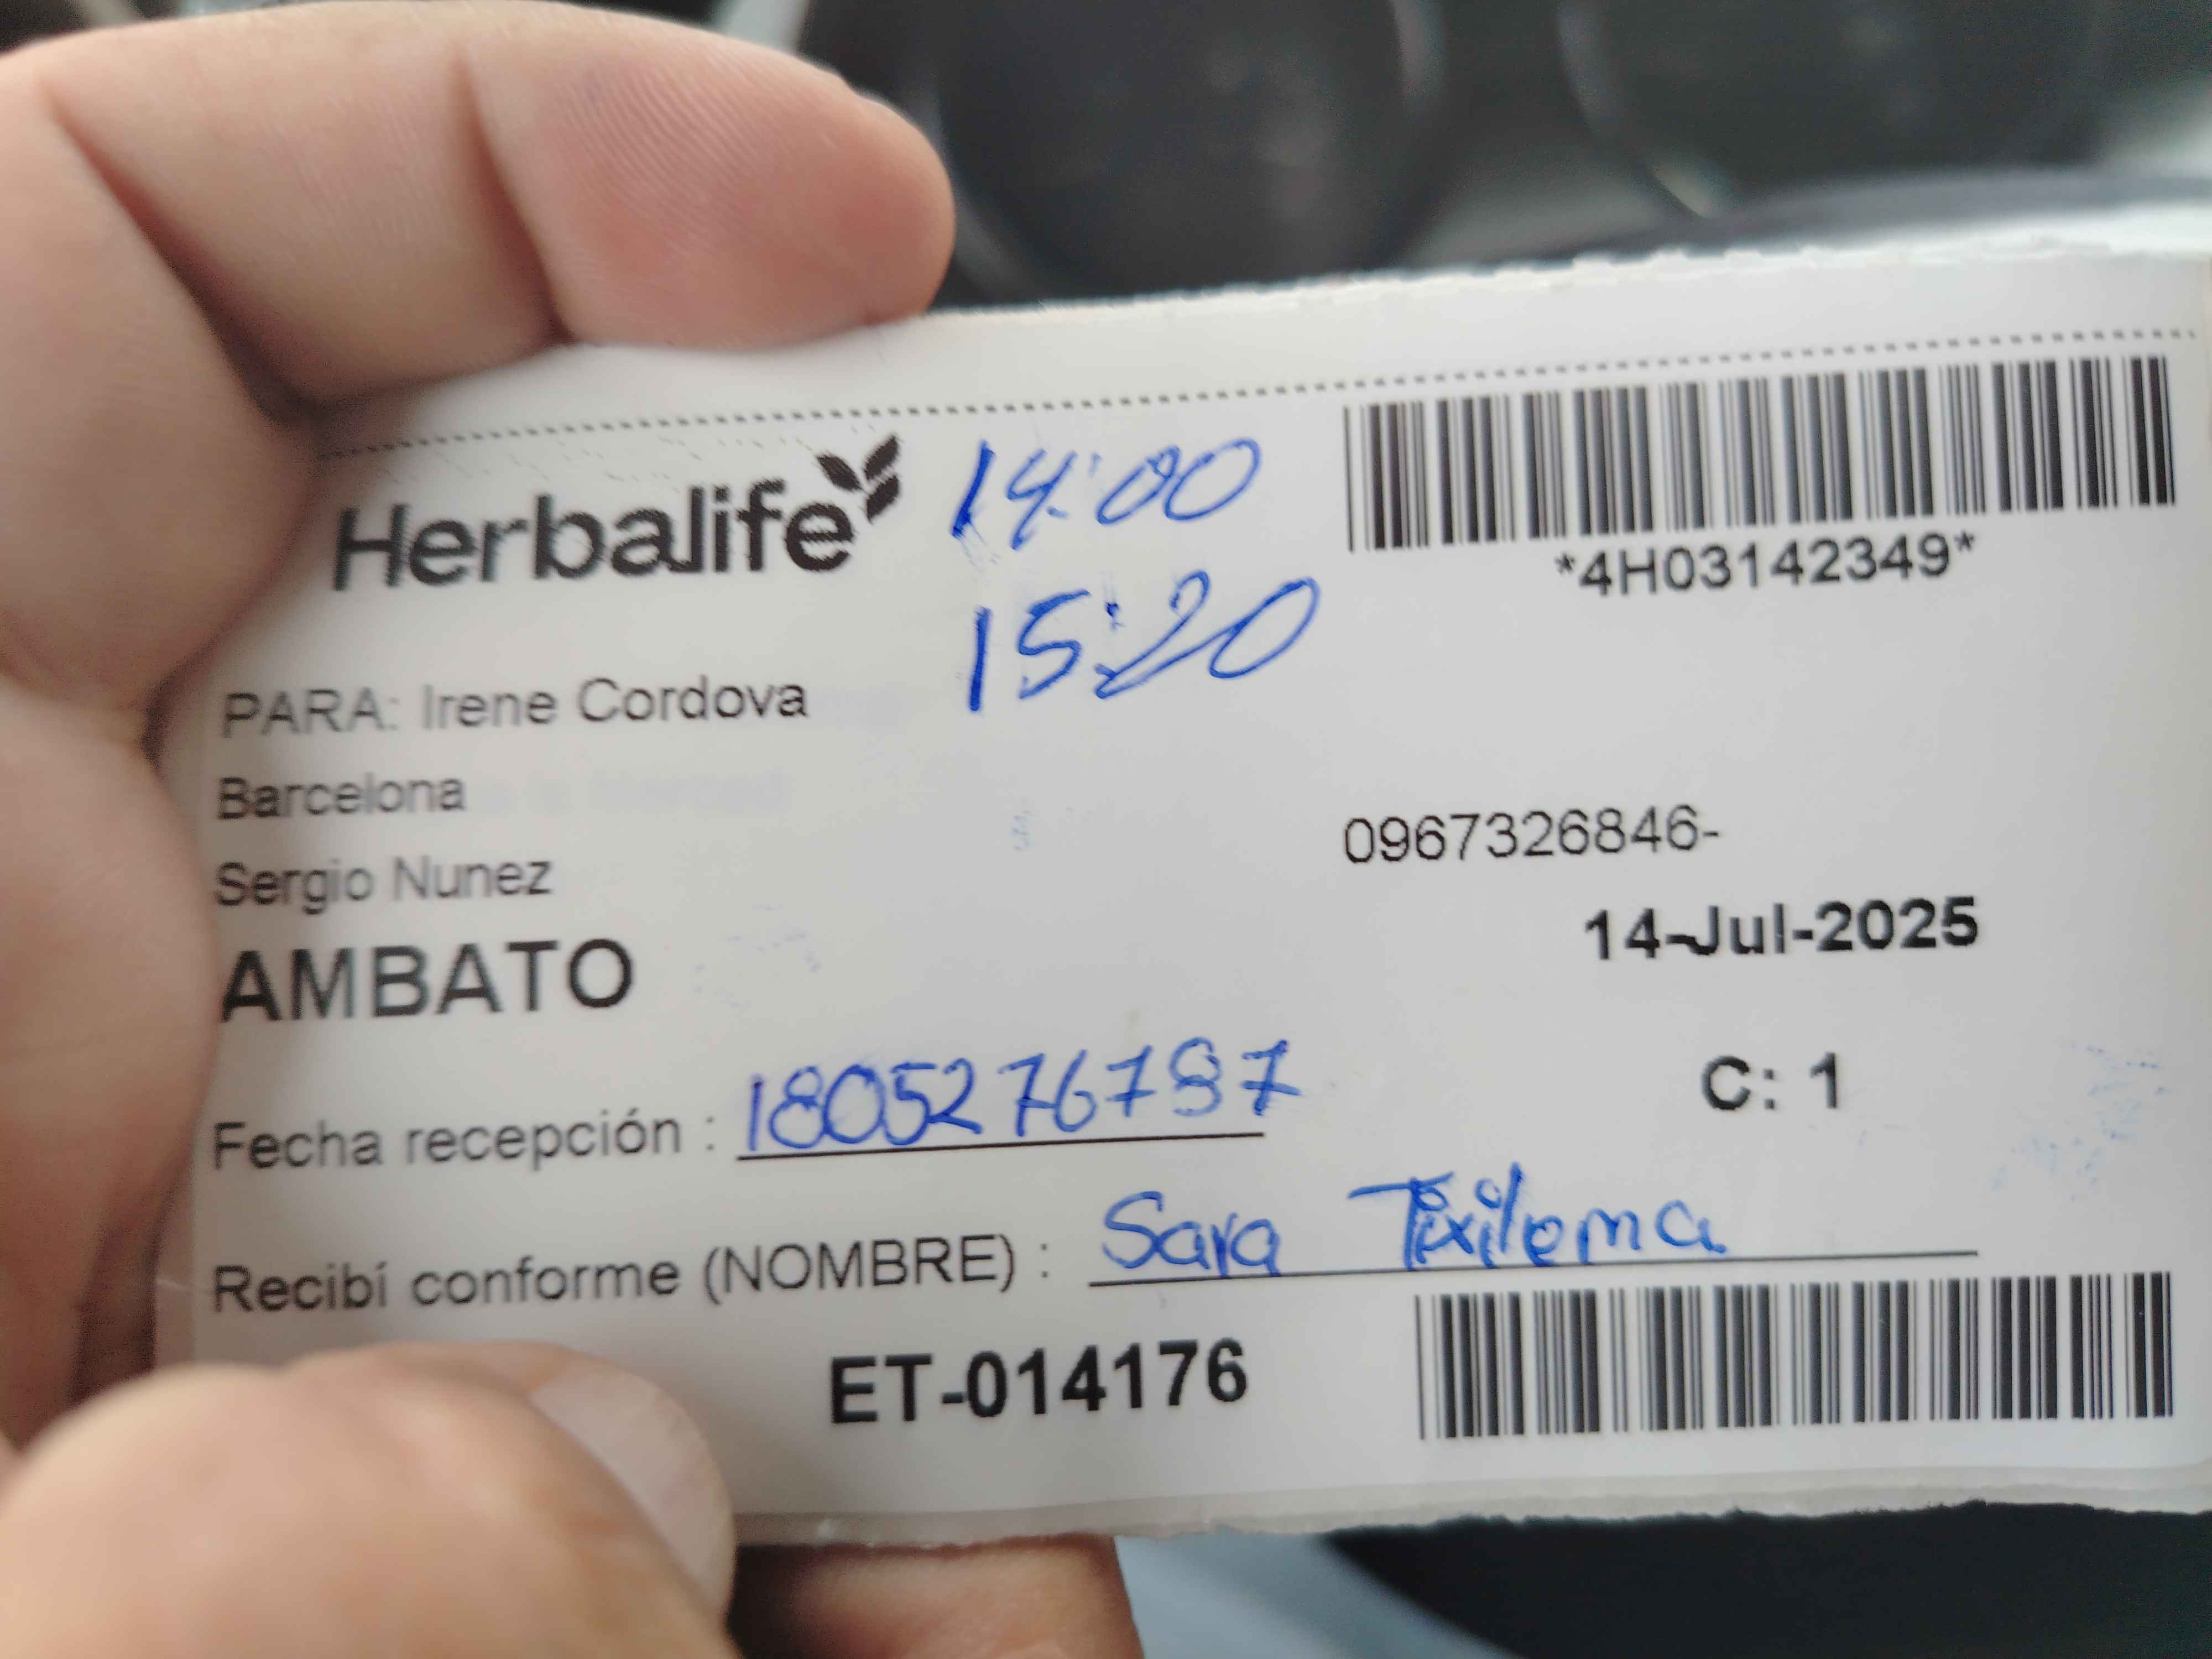 Herbalife 14:00
*4H03142349*
15:20
PARA: Irene Cordova
Barcelona
0967326846-
Sergio Nunez
14-Jul-2025
AMBATO
C: 1
Fecha recepción : 1805276787
Recibí conforme (NOMBRE) : Sara Tixilema
ET-014176